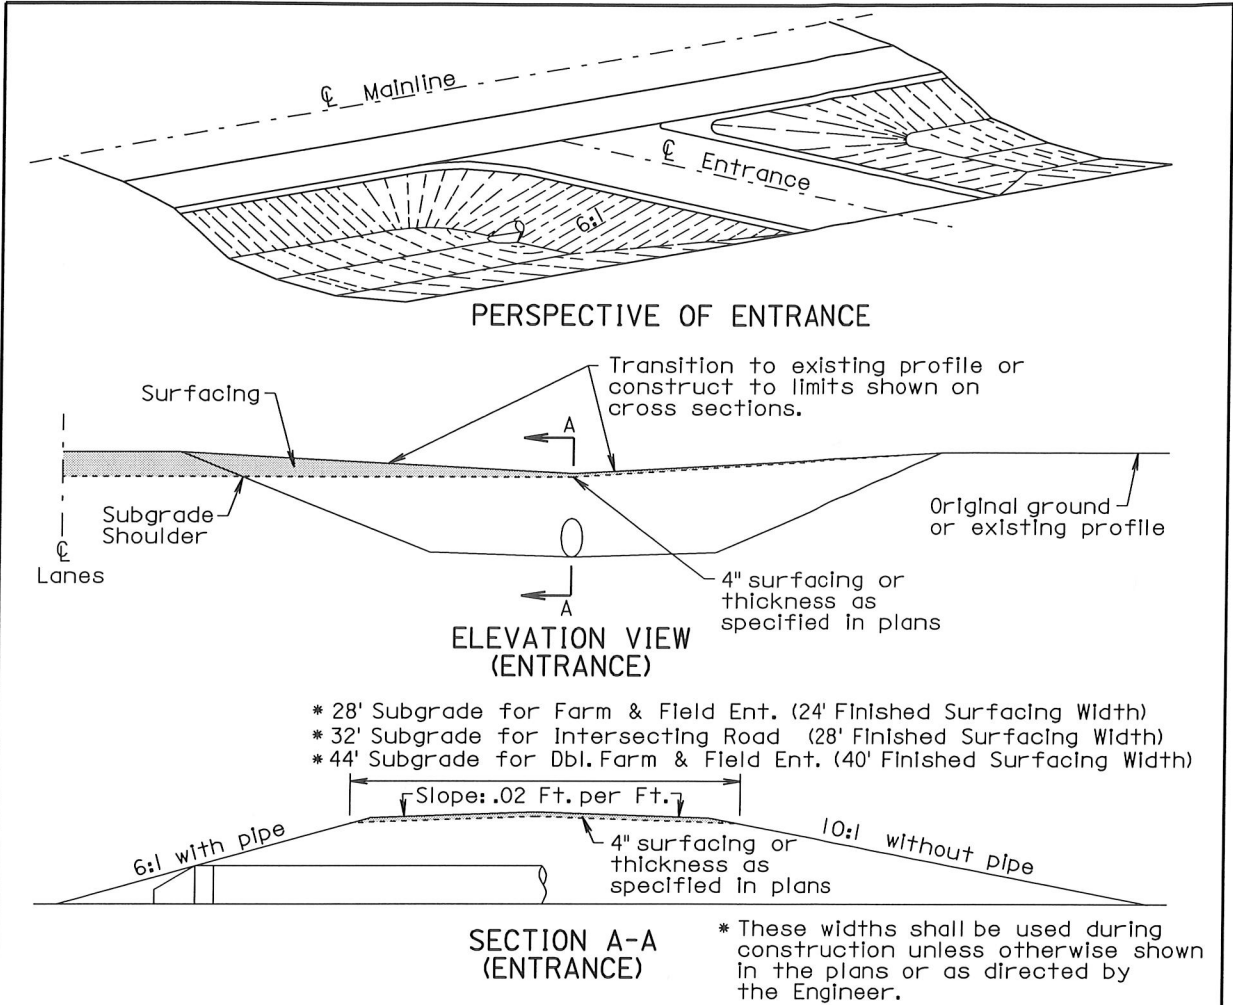 ℄ Mainline
℄ Entrance
6:1
PERSPECTIVE OF ENTRANCE
Transition to existing profile or
construct to limits shown on
cross sections.
Surfacing
A
Subgrade
Shoulder
Original ground
or existing profile
℄
Lanes
4" surfacing or
thickness as
specified in plans
A
ELEVATION VIEW
(ENTRANCE)
* 28' Subgrade for Farm & Field Ent. (24' Finished Surfacing Width)
* 32' Subgrade for Intersecting Road (28' Finished Surfacing Width)
* 44' Subgrade for Dbl. Farm & Field Ent. (40' Finished Surfacing Width)
Slope: .02 Ft. per Ft.
6:1 with pipe
10:1 without pipe
4" surfacing or
thickness as
specified in plans
SECTION A-A
(ENTRANCE)
* These widths shall be used during
construction unless otherwise shown
in the plans or as directed by
the Engineer.